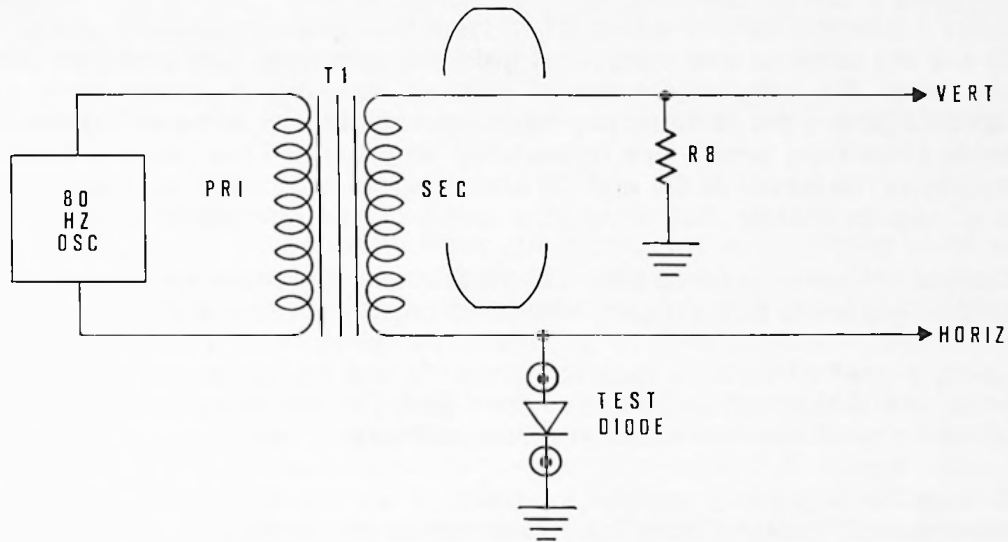 T1
VERT
R8
PRI
SEC
80
HZ
OSC
HORIZ
TEST
DIODE